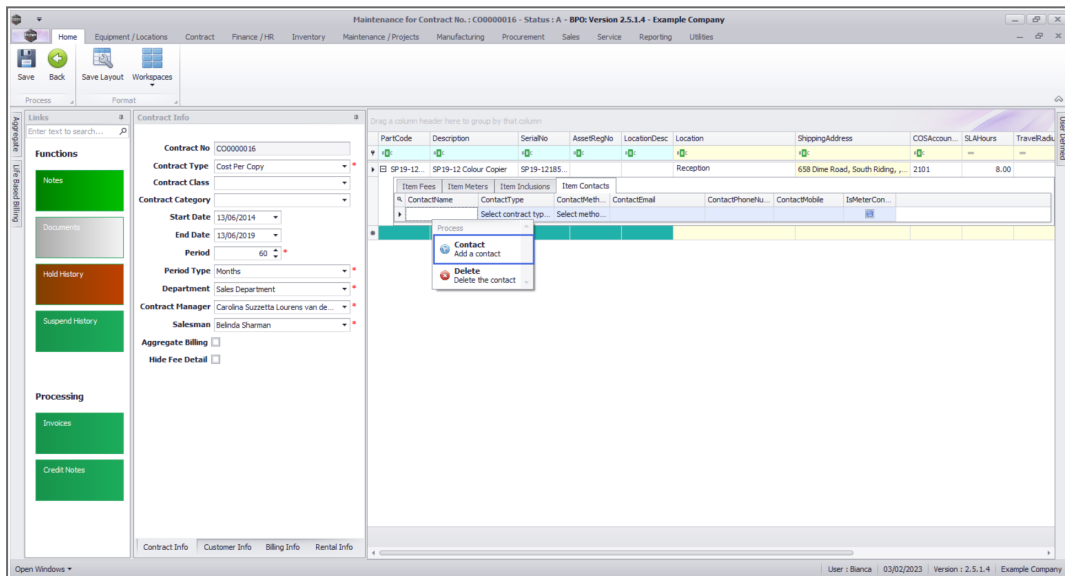 Maintenance for Contract No. : CO0000016 - Status : A - BPO: Version 2.5.1.4 - Example Company
Home Equipment / Locations Contract Finance / HR Inventory Maintenance / Projects Manufacturing Procurement Sales Service Reporting Utilities
Save Back Save Layout Workspaces
Process Format
Aggregate
Life Based Billing
Links
Enter text to search...
Functions
Notes
Documents
Hold History
Suspend History
Processing
Invoices
Credit Notes
Contract Info
Contract No CO0000016
Contract Type Cost Per Copy *
Contract Class
Contract Category
Start Date 13/06/2014
End Date 13/06/2019
Period 60 *
Period Type Months *
Department Sales Department *
Contract Manager Carolina Suzzetta Lourens van de... *
Salesman Belinda Sharman *
Aggregate Billing
Hide Fee Detail
Contract Info Customer Info Billing Info Rental Info
Drag a column header here to group by that column
PartCode Description SerialNo AssetRegNo LocationDesc Location ShippingAddress COSAccoun... SLAHours TravelRadiu
SP19-12... SP19-12 Colour Copier SP19-12185... Reception 658 Dime Road, South Riding, ,... 2101 8.00
Item Fees Item Meters Item Inclusions Item Contacts
ContactName ContactType ContactMeth... ContactEmail ContactPhoneNu... ContactMobile IsMeterCon...
Select contract typ... Select metho...
Process
Contact
Add a contact
Delete
Delete the contact
User Defined
Open Windows User : Bianca 03/02/2023 Version : 2.5.1.4 Example Company